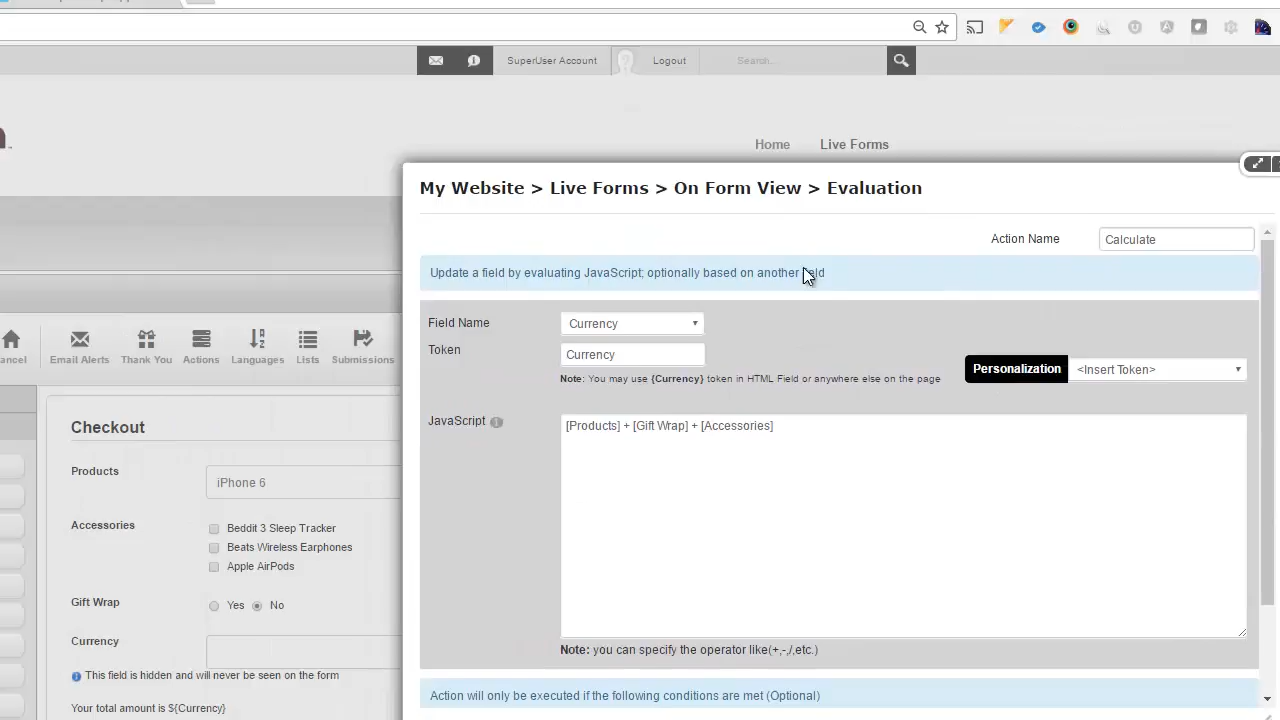 SuperUser Account
Logout
Search...
Home
Live Forms
My Website > Live Forms > On Form View > Evaluation
Action Name
Calculate
Update a field by evaluating JavaScript; optionally based on another field
Field Name
Currency
Token
Currency
Note: You may use {Currency} token in HTML Field or anywhere else on the page
Personalization
<Insert Token>
JavaScript
[Products] + [Gift Wrap] + [Accessories]
Note: you can specify the operator like(+,-,/,etc.)
Action will only be executed if the following conditions are met (Optional)
Email Alerts
Thank You
Actions
Languages
Lists
Submissions
Checkout
Products
iPhone 6
Accessories
Beddit 3 Sleep Tracker
Beats Wireless Earphones
Apple AirPods
Gift Wrap
Yes
No
Currency
This field is hidden and will never be seen on the form
Your total amount is ${Currency}